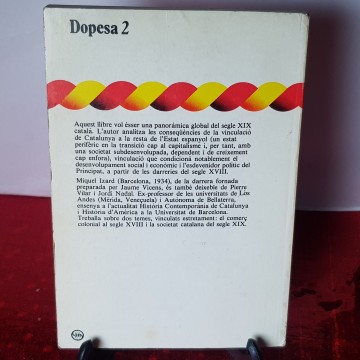 Dopesa 2
Aquest llibre vol ésser una panoràmica global del segle XIX
català. L'autor analitza les conseqüències de la vinculació
de Catalunya a la resta de l'Estat espanyol (un estat
perifèric en la transició cap al capitalisme i, per tant, amb
una societat subdesenvolupada, dependent i de creixement
cap enfora), vinculació que condicionà notablement el
desenvolupament social i econòmic i l'esdevenidor polític del
Principat, a partir de les darreries del segle XVIII.
Miquel Izard (Barcelona, 1934), de la darrera fornada
preparada per Jaume Vicens, és també deixeble de Pierre
Vilar i Jordi Nadal. Ex-professor de les universitats de Los
Andes (Mérida, Veneçuela) i Autònoma de Bellaterra,
ensenya a l'actualitat Història Contemporània de Catalunya
i Història d'Amèrica a la Universitat de Barcelona.
Treballa sobre dos temes, vinculats estretament: el comerç
colonial al segle XVIII i la societat catalana del segle XIX.